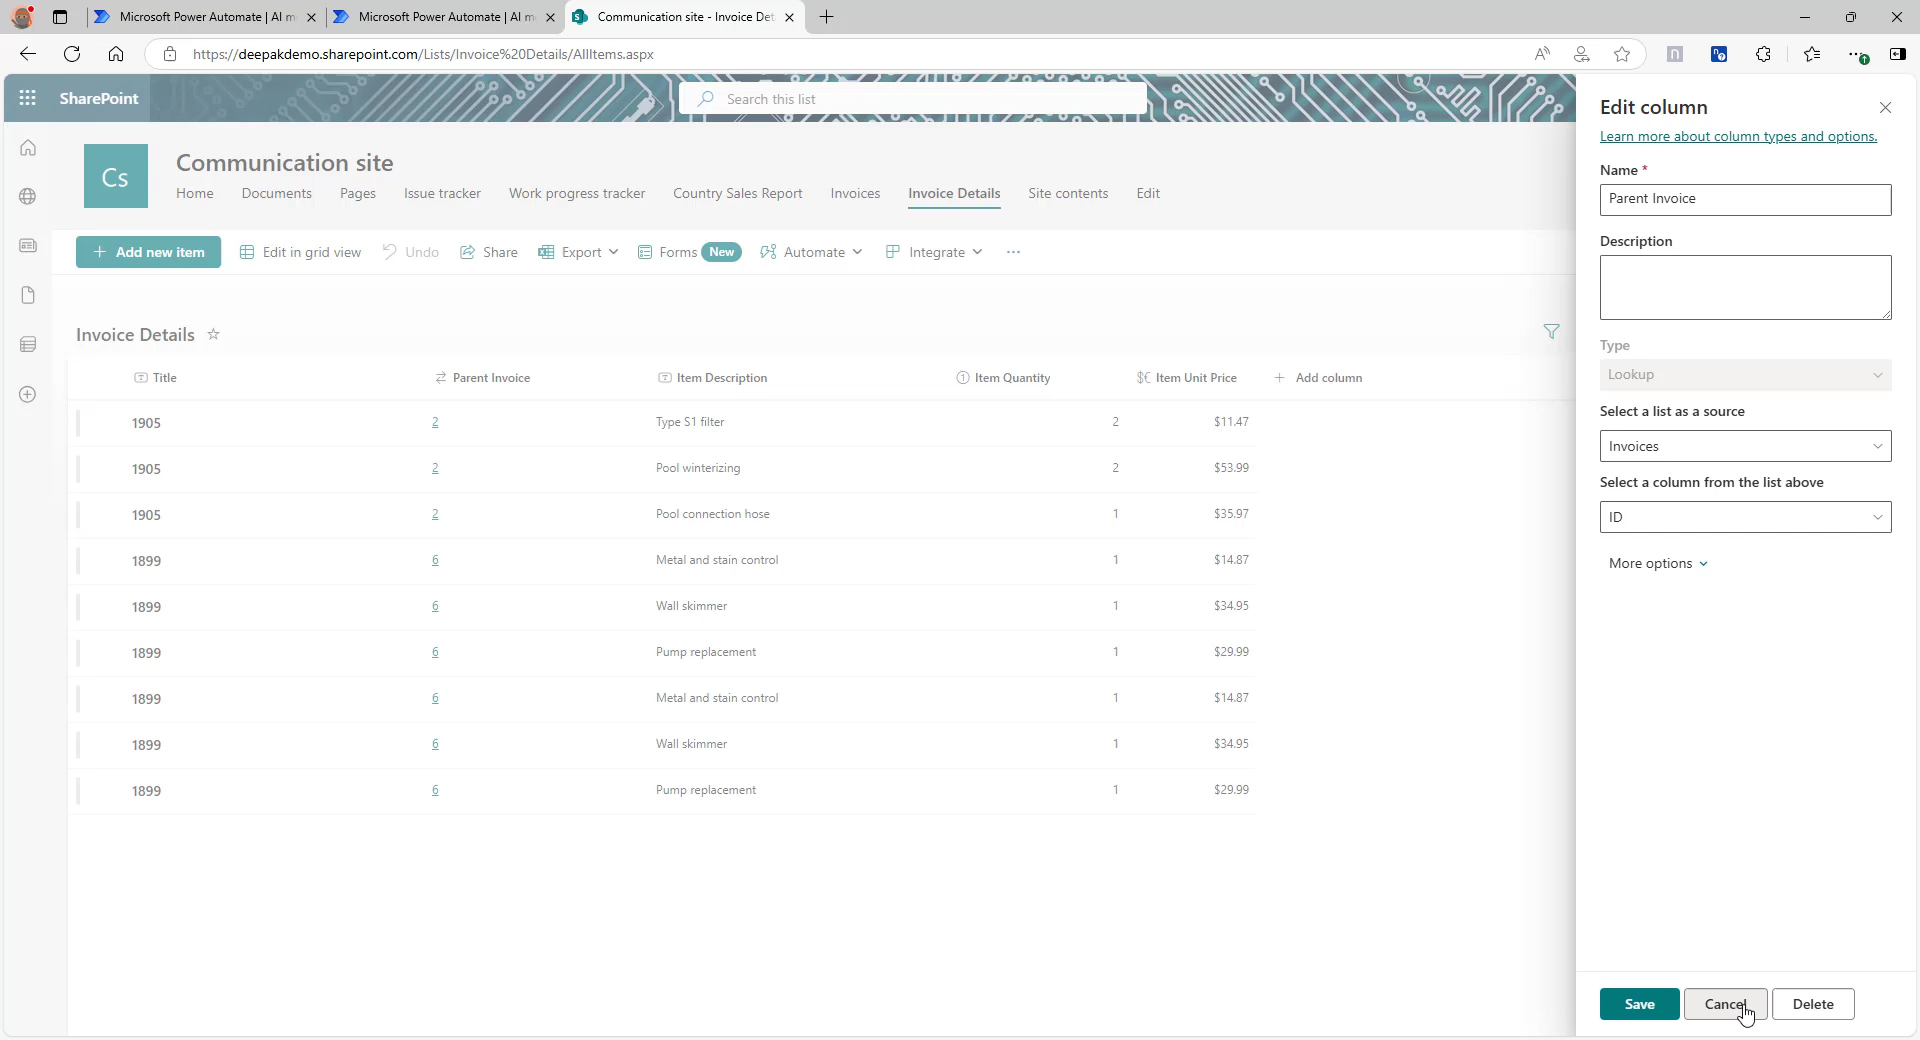 Microsoft Power Automate | AI m
Microsoft Power Automate | AI m
Communication site - Invoice Det
https://deepakdemo.sharepoint.com/Lists/Invoice%20Details/AllItems.aspx
SharePoint
Search this list
Cs
Communication site
Home
Documents
Pages
Issue tracker
Work progress tracker
Country Sales Report
Invoices
Invoice Details
Site contents
Edit
Add new item
Edit in grid view
Undo
Share
Export
Forms New
Automate
Integrate
Invoice Details
Title Parent Invoice Item Description Item Quantity Item Unit Price Add column
1905 2 Type S1 filter 2 $11.47
1905 2 Pool winterizing 2 $53.99
1905 2 Pool connection hose 1 $35.97
1899 6 Metal and stain control 1 $14.87
1899 6 Wall skimmer 1 $34.95
1899 6 Pump replacement 1 $29.99
1899 6 Metal and stain control 1 $14.87
1899 6 Wall skimmer 1 $34.95
1899 6 Pump replacement 1 $29.99
Edit column
Learn more about column types and options.
Name *
Parent Invoice
Description
Type
Lookup
Select a list as a source
Invoices
Select a column from the list above
ID
More options
Save
Cancel
Delete